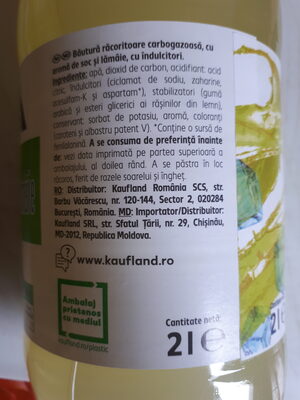 Băutură răcoritoare carbogazoasă, cu
aromă de soc și lămâie, cu îndulcitori.
Ingrediente: apă, dioxid de carbon, acidifiant: acid
citric, îndulcitori (ciclamat de sodiu, zaharine,
acesulfam-K și aspartam*), stabilizatori (gumă
arabică și esteri glicerici ai rășinilor din lemn),
conservant: sorbat de potasiu, aromă, coloranți
(caroteni și albastru patent V). *Conține o sursă de
fenilalanină. A se consuma de preferință înainte
de: vezi data imprimată pe partea superioară a
ambalajului, al doilea rând. A se păstra în loc
răcoros, ferit de razele soarelui și îngheț.
RO: Distribuitor: Kaufland România SCS, str.
Barbu Văcărescu, nr. 120-144, Sector 2, 020284
București, România. MD: Importator/Distribuitor:
Kaufland SRL, str. Sfatul Țării, nr. 29, Chișinău,
MD-2012, Republica Moldova.
www.kaufland.ro
Ambalaj
prietenos
cu mediul
kaufland.ro/plastic
Cantitate netă:
2 l e
2 l